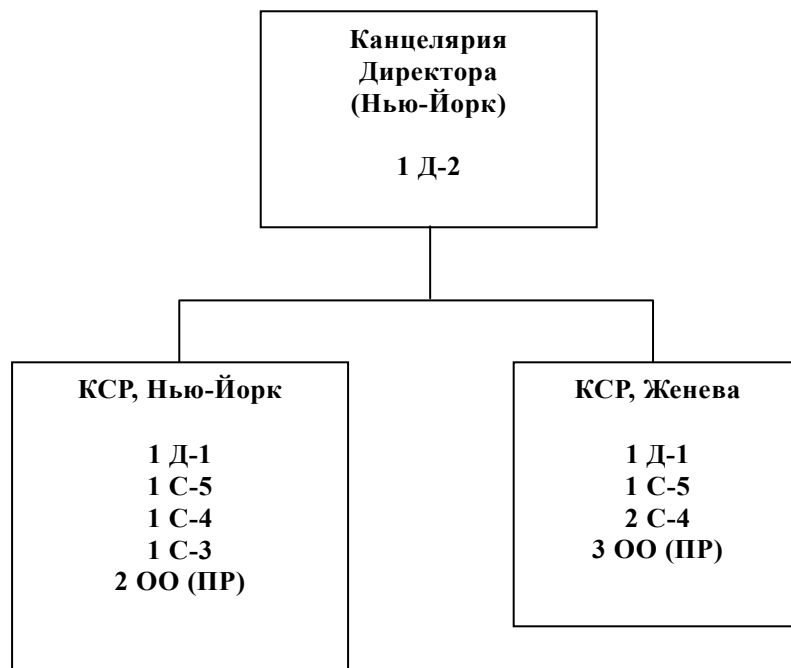 Канцелярия
Директора
(Нью-Йорк)
1 Д-2
КСР, Нью-Йорк
1 Д-1
1 С-5
1 С-4
1 С-3
2 ОО (ПР)
КСР, Женева
1 Д-1
1 С-5
2 С-4
3 ОО (ПР)